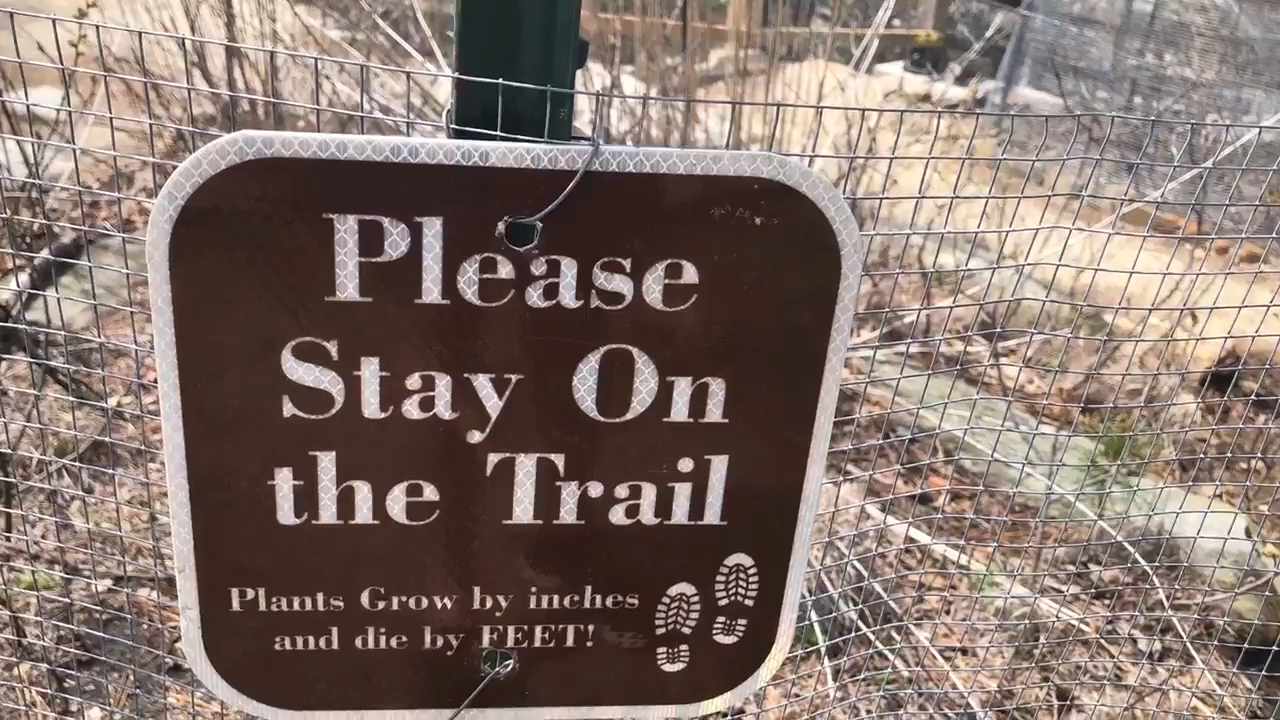 Please
Stay On
the Trail
Plants Grow by inches
and die by FEET!